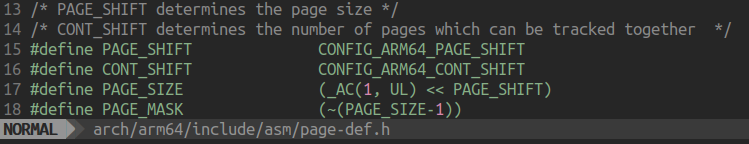 13 /* PAGE_SHIFT determines the page size */
14 /* CONT_SHIFT determines the number of pages which can be tracked together  */
15 #define PAGE_SHIFT              CONFIG_ARM64_PAGE_SHIFT
16 #define CONT_SHIFT              CONFIG_ARM64_CONT_SHIFT
17 #define PAGE_SIZE               (_AC(1, UL) << PAGE_SHIFT)
18 #define PAGE_MASK               (~(PAGE_SIZE-1))
NORMAL arch/arm64/include/asm/page-def.h